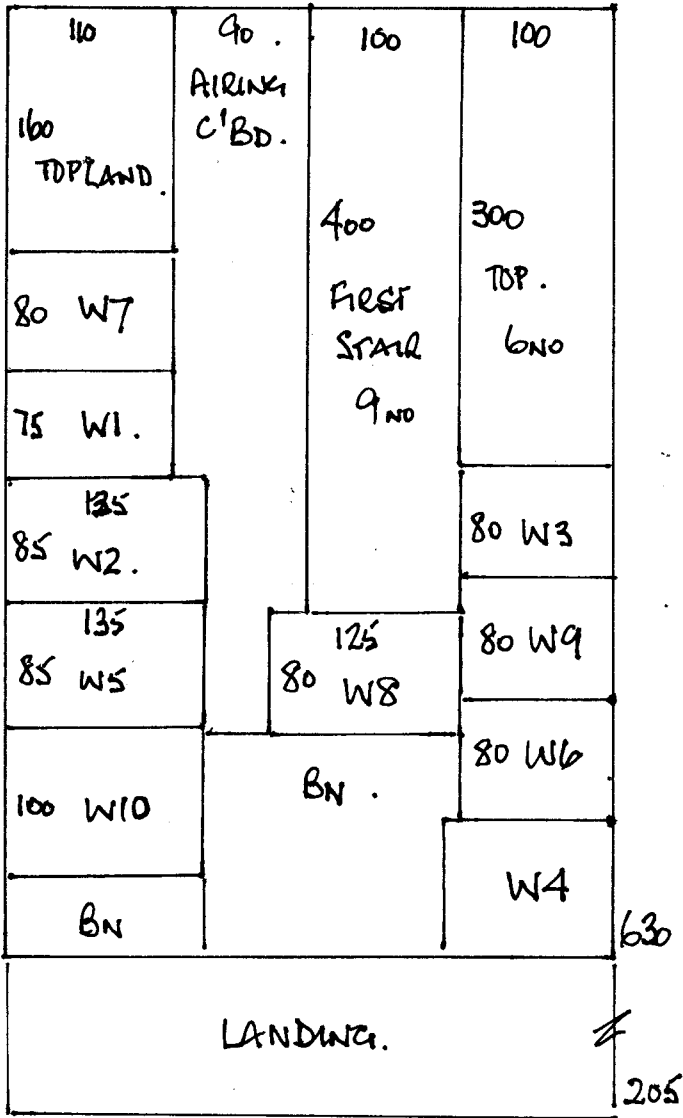 110
160
TOPLAND.
80 W7
75 W1.
135
85 W2.
135
85 W5
100 W10
BN
90.
AIRING
C'BD.
100
400
FIRST
STAIR
9 NO
125
80 W8
BN.
100
300
TOP.
6NO
80 W3
80 W9
80 W6
W4
630
LANDING.
205